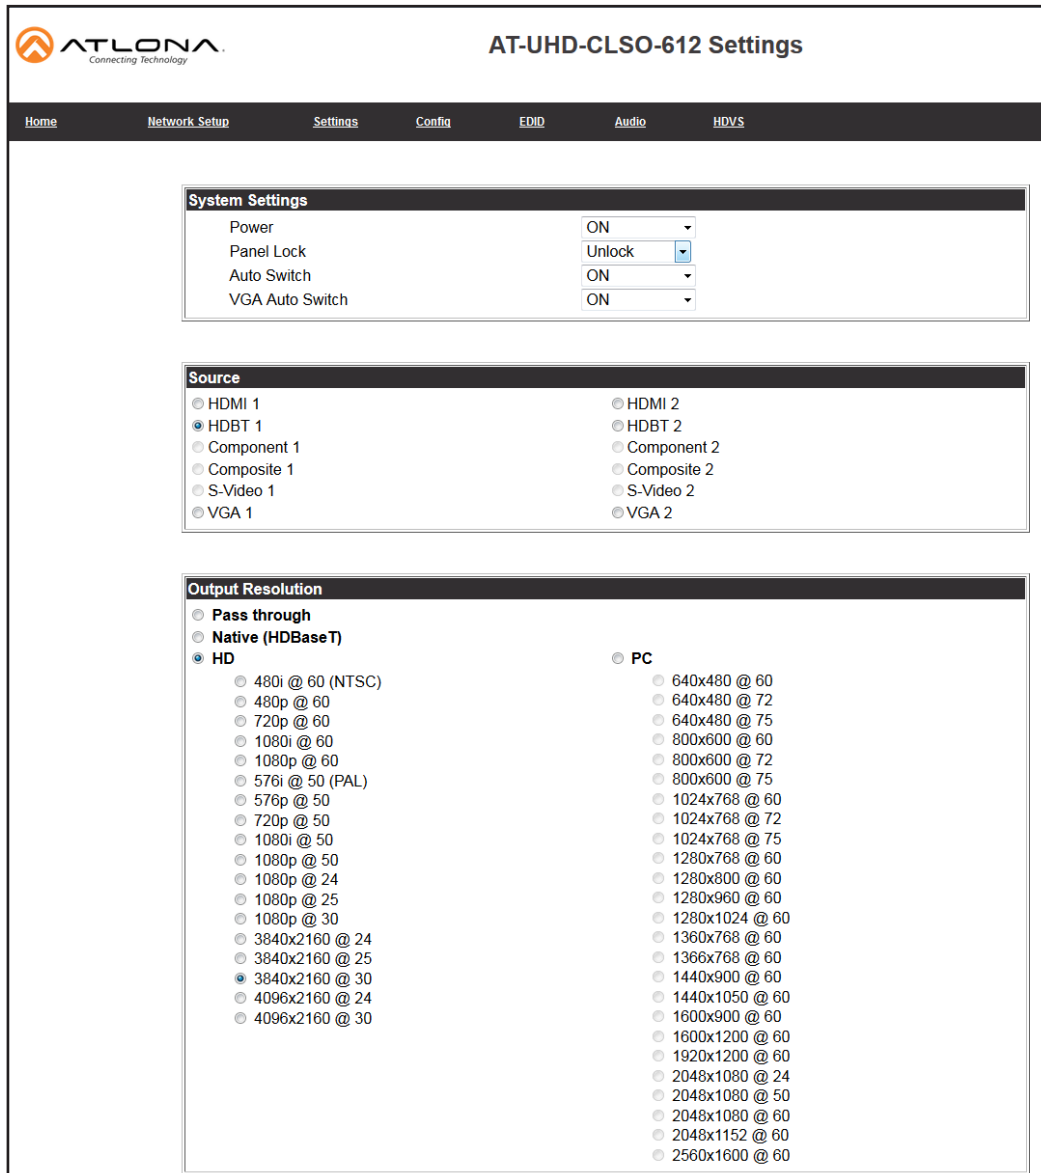 ATLONA.
Connecting Technology
AT-UHD-CLSO-612 Settings
Home Network Setup Settings Config EDID Audio HDVS
System Settings
Power ON
Panel Lock Unlock
Auto Switch ON
VGA Auto Switch ON
Source
HDMI 1 HDMI 2
HDBT 1 HDBT 2
Component 1 Component 2
Composite 1 Composite 2
S-Video 1 S-Video 2
VGA 1 VGA 2
Output Resolution
Pass through
Native (HDBaseT)
HD
480i @ 60 (NTSC)
480p @ 60
720p @ 60
1080i @ 60
1080p @ 60
576i @ 50 (PAL)
576p @ 50
720p @ 50
1080i @ 50
1080p @ 50
1080p @ 24
1080p @ 25
1080p @ 30
3840x2160 @ 24
3840x2160 @ 25
3840x2160 @ 30
4096x2160 @ 24
4096x2160 @ 30
PC
640x480 @ 60
640x480 @ 72
640x480 @ 75
800x600 @ 60
800x600 @ 72
800x600 @ 75
1024x768 @ 60
1024x768 @ 72
1024x768 @ 75
1280x768 @ 60
1280x800 @ 60
1280x960 @ 60
1280x1024 @ 60
1360x768 @ 60
1366x768 @ 60
1440x900 @ 60
1440x1050 @ 60
1600x900 @ 60
1600x1200 @ 60
1920x1200 @ 60
2048x1080 @ 24
2048x1080 @ 50
2048x1080 @ 60
2048x1152 @ 60
2560x1600 @ 60